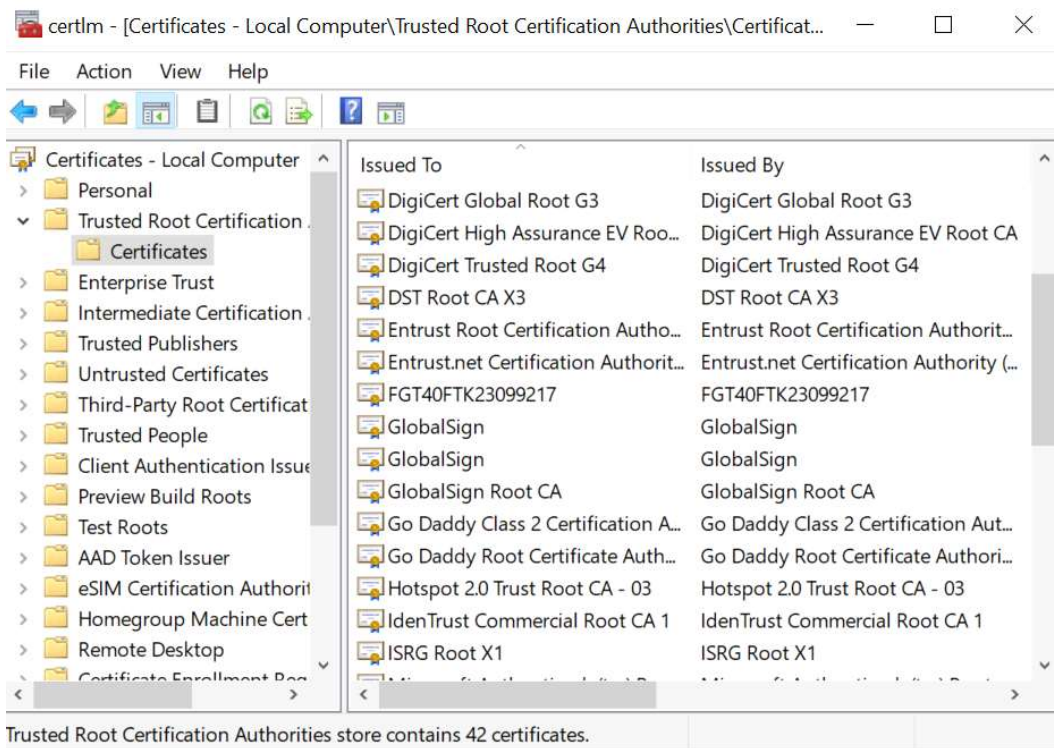 certlm - [Certificates - Local Computer\Trusted Root Certification Authorities\Certificat...
File Action View Help
Certificates - Local Computer
Personal
Trusted Root Certification
Certificates
Enterprise Trust
Intermediate Certification
Trusted Publishers
Untrusted Certificates
Third-Party Root Certificat
Trusted People
Client Authentication Issue
Preview Build Roots
Test Roots
AAD Token Issuer
eSIM Certification Authorit
Homegroup Machine Cert
Remote Desktop
Certificate Enrollment Req
Issued To Issued By
DigiCert Global Root G3 DigiCert Global Root G3
DigiCert High Assurance EV Roo... DigiCert High Assurance EV Root CA
DigiCert Trusted Root G4 DigiCert Trusted Root G4
DST Root CA X3 DST Root CA X3
Entrust Root Certification Autho... Entrust Root Certification Authorit...
Entrust.net Certification Authorit... Entrust.net Certification Authority (...
FGT40FTK23099217 FGT40FTK23099217
GlobalSign GlobalSign
GlobalSign GlobalSign
GlobalSign Root CA GlobalSign Root CA
Go Daddy Class 2 Certification A... Go Daddy Class 2 Certification Aut...
Go Daddy Root Certificate Auth... Go Daddy Root Certificate Authori...
Hotspot 2.0 Trust Root CA - 03 Hotspot 2.0 Trust Root CA - 03
IdenTrust Commercial Root CA 1 IdenTrust Commercial Root CA 1
ISRG Root X1 ISRG Root X1
Trusted Root Certification Authorities store contains 42 certificates.